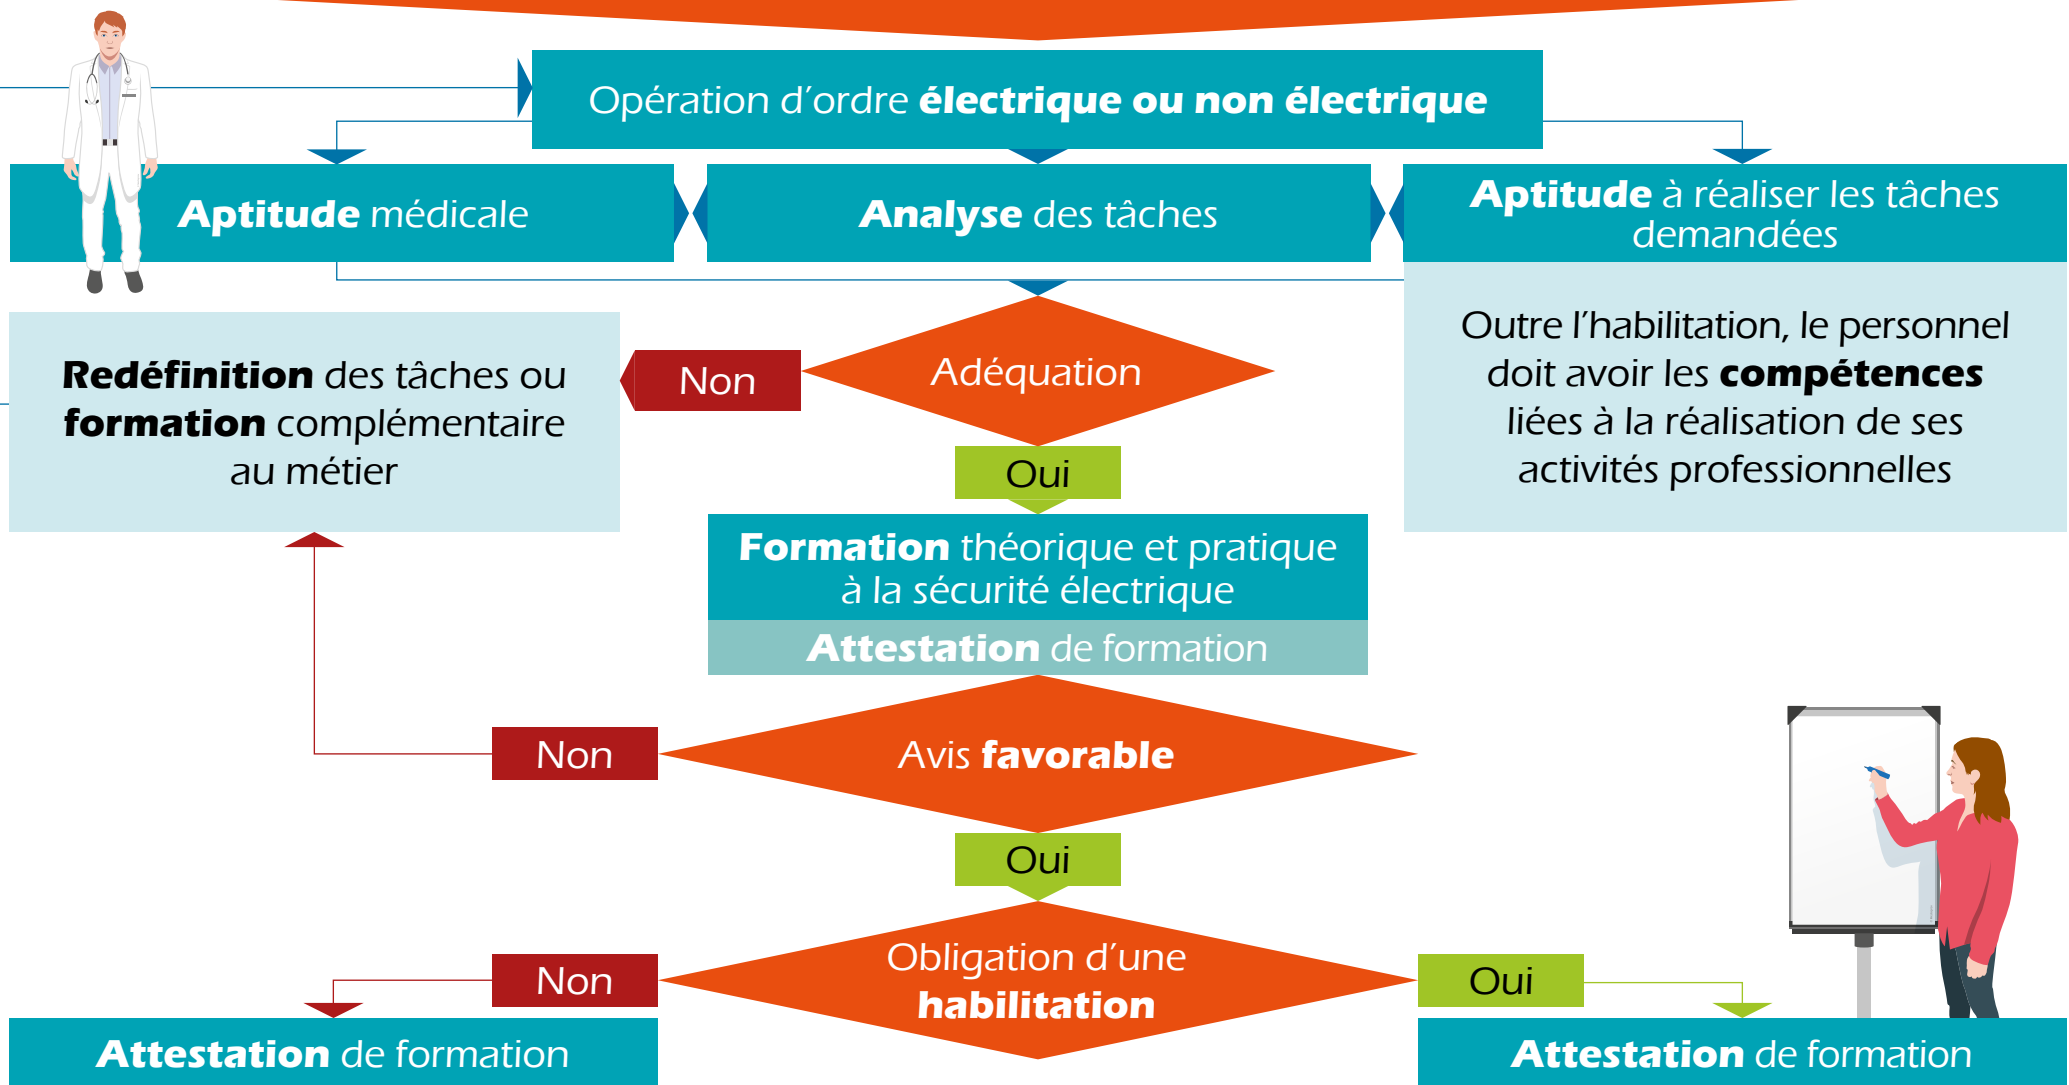 Opération d’ordre électrique ou non électrique
Aptitude médicale
Analyse des tâches
Aptitude à réaliser les tâches
demandées
Outre l’habilitation, le personnel
doit avoir les compétences
liées à la réalisation de ses
activités professionnelles
Adéquation
Non
Redéfinition des tâches ou
formation complémentaire
au métier
Oui
Formation théorique et pratique
à la sécurité électrique
Attestation de formation
Avis favorable
Non
Oui
Obligation d’une
habilitation
Non
Oui
Attestation de formation
Attestation de formation